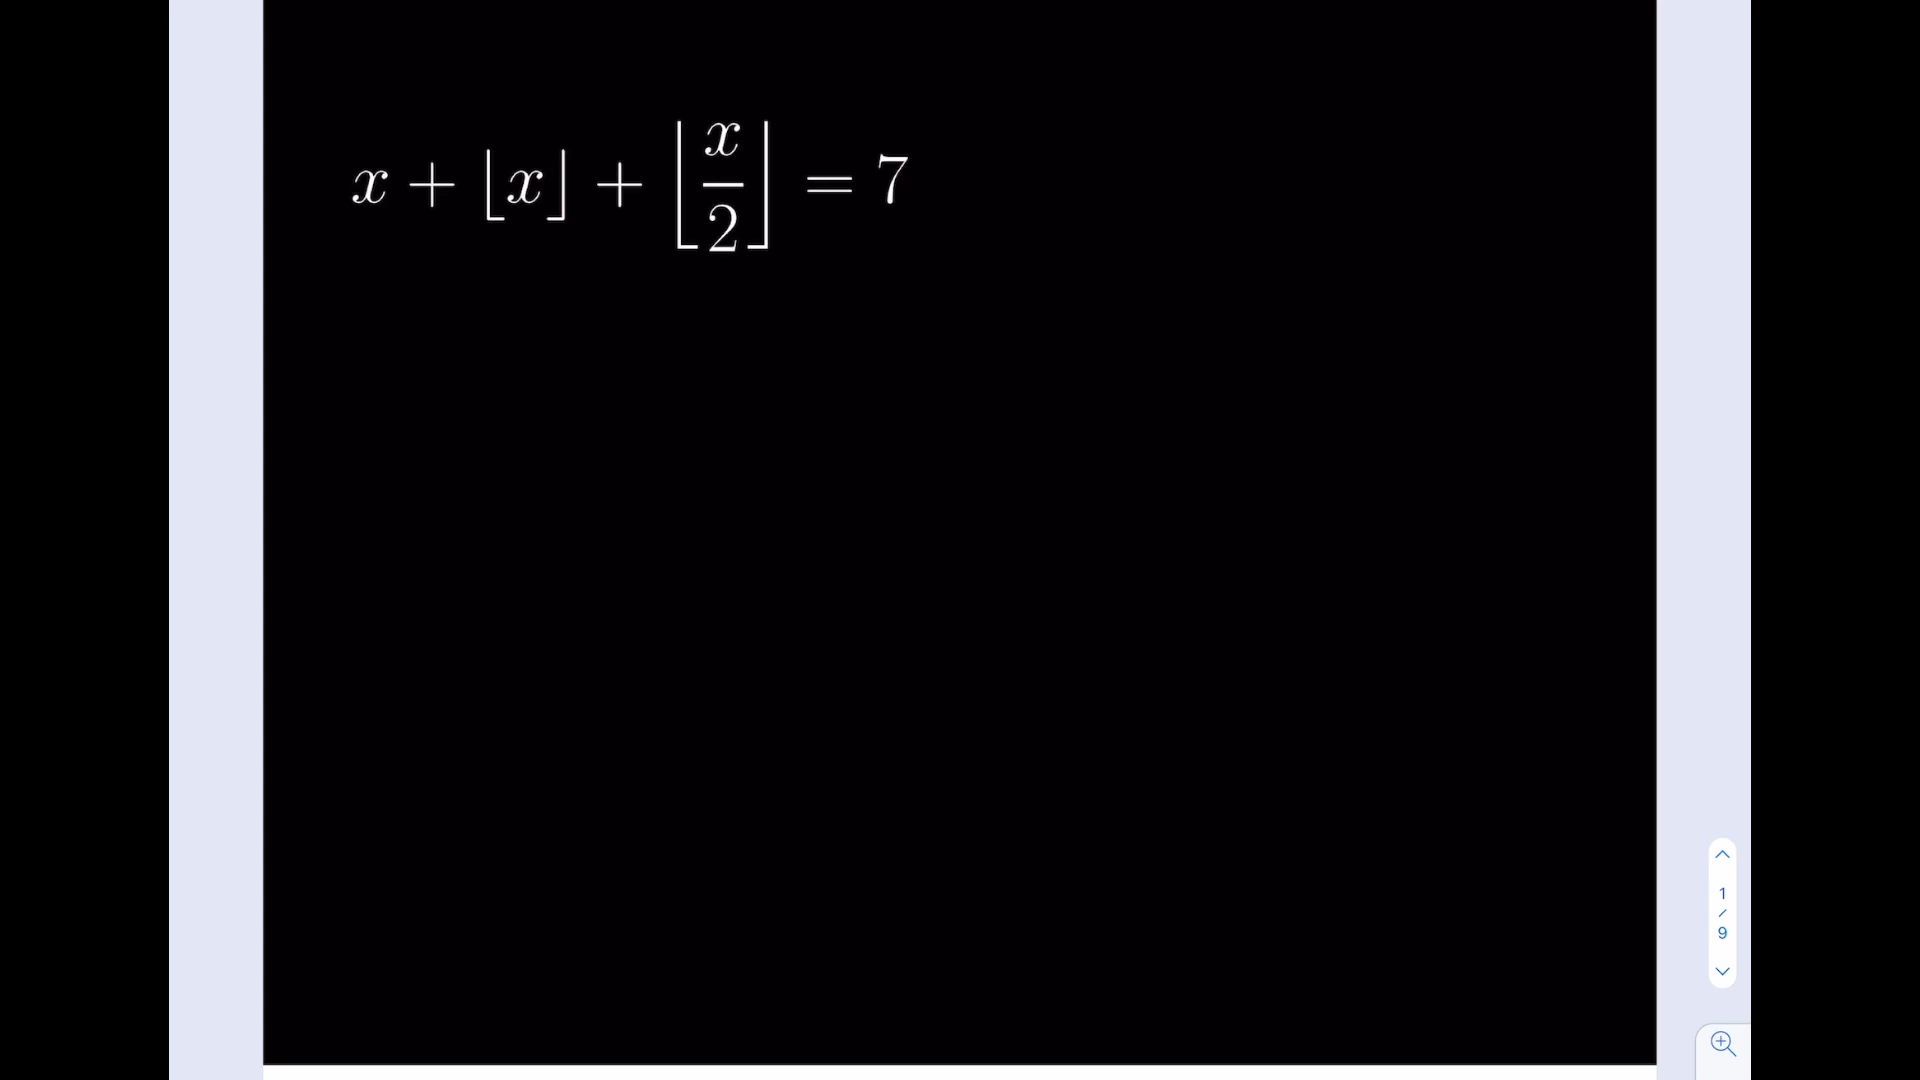 x + ⌊x⌋ + ⌊x/2⌋ = 7
1
/
9